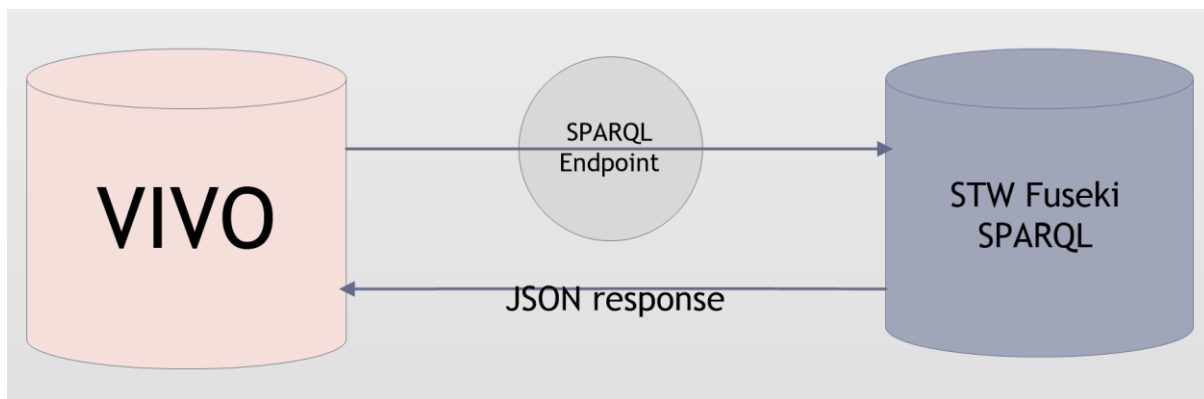 VIVO
SPARQL
Endpoint
STW Fuseki
SPARQL
JSON response